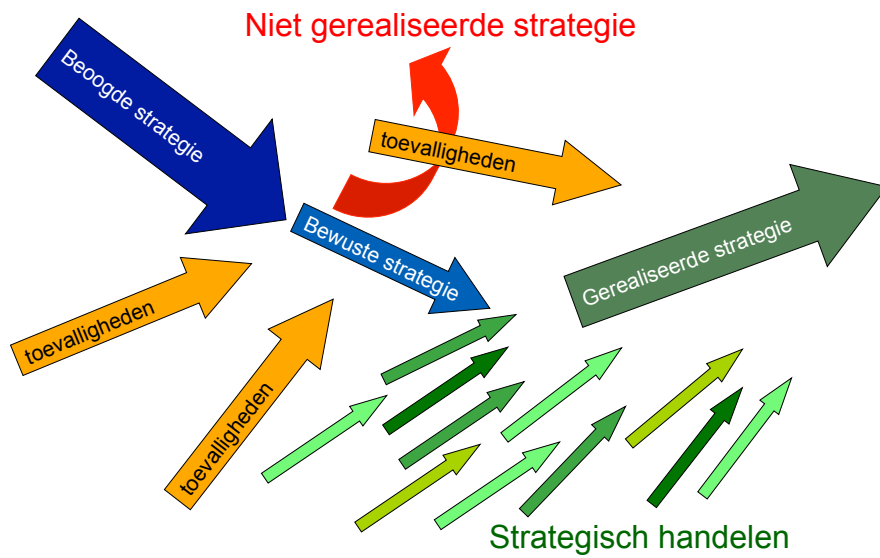 Niet gerealiseerde strategie
Beoogde strategie
toevalligheden
Bewuste strategie
Gerealiseerde strategie
toevalligheden
toevalligheden
Strategisch handelen